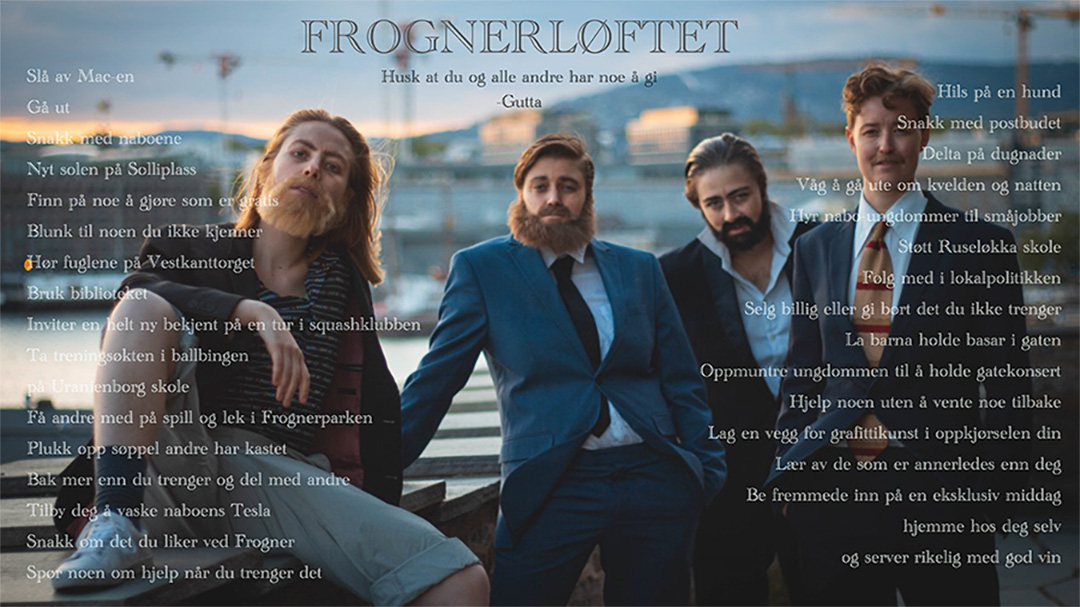 FROGNERLØFTET
Husk at du og alle andre har noe å gi
-Gutta
Slå av Mac-en
Gå ut
Snakk med naboene
Nyt solen på Solliplass
Finn på noe å gjøre som er gratis
Blunk til noen du ikke kjenner
Hør fuglene på Vestkanttorget
Bruk biblioteket
Inviter en helt ny bekjent på en tur i squashklubben
Ta treningsøkten i ballbingen
på Uranienborg skole
Få andre med på spill og lek i Frognerparken
Plukk opp søppel andre har kastet
Bak mer enn du trenger og del med andre
Tilby deg å vaske naboens Tesla
Snakk om det du liker ved Frogner
Spør noen om hjelp når du trenger det
Hils på en hund
Snakk med postbudet
Delta på dugnader
Våg å gå ute om kvelden og natten
Hyr nabo-ungdommer til småjobber
Støtt Ruseløkka skole
Følg med i lokalpolitikken
Selg billig eller gi bort det du ikke trenger
La barna holde basar i gaten
Oppmuntre ungdommen til å holde gatekonsert
Hjelp noen uten å vente noe tilbake
Lag en vegg for grafittikunst i oppkjørselen din
Lær av de som er annerledes enn deg
Be fremmede inn på en eksklusiv middag
hjemme hos deg selv
og server rikelig med god vin